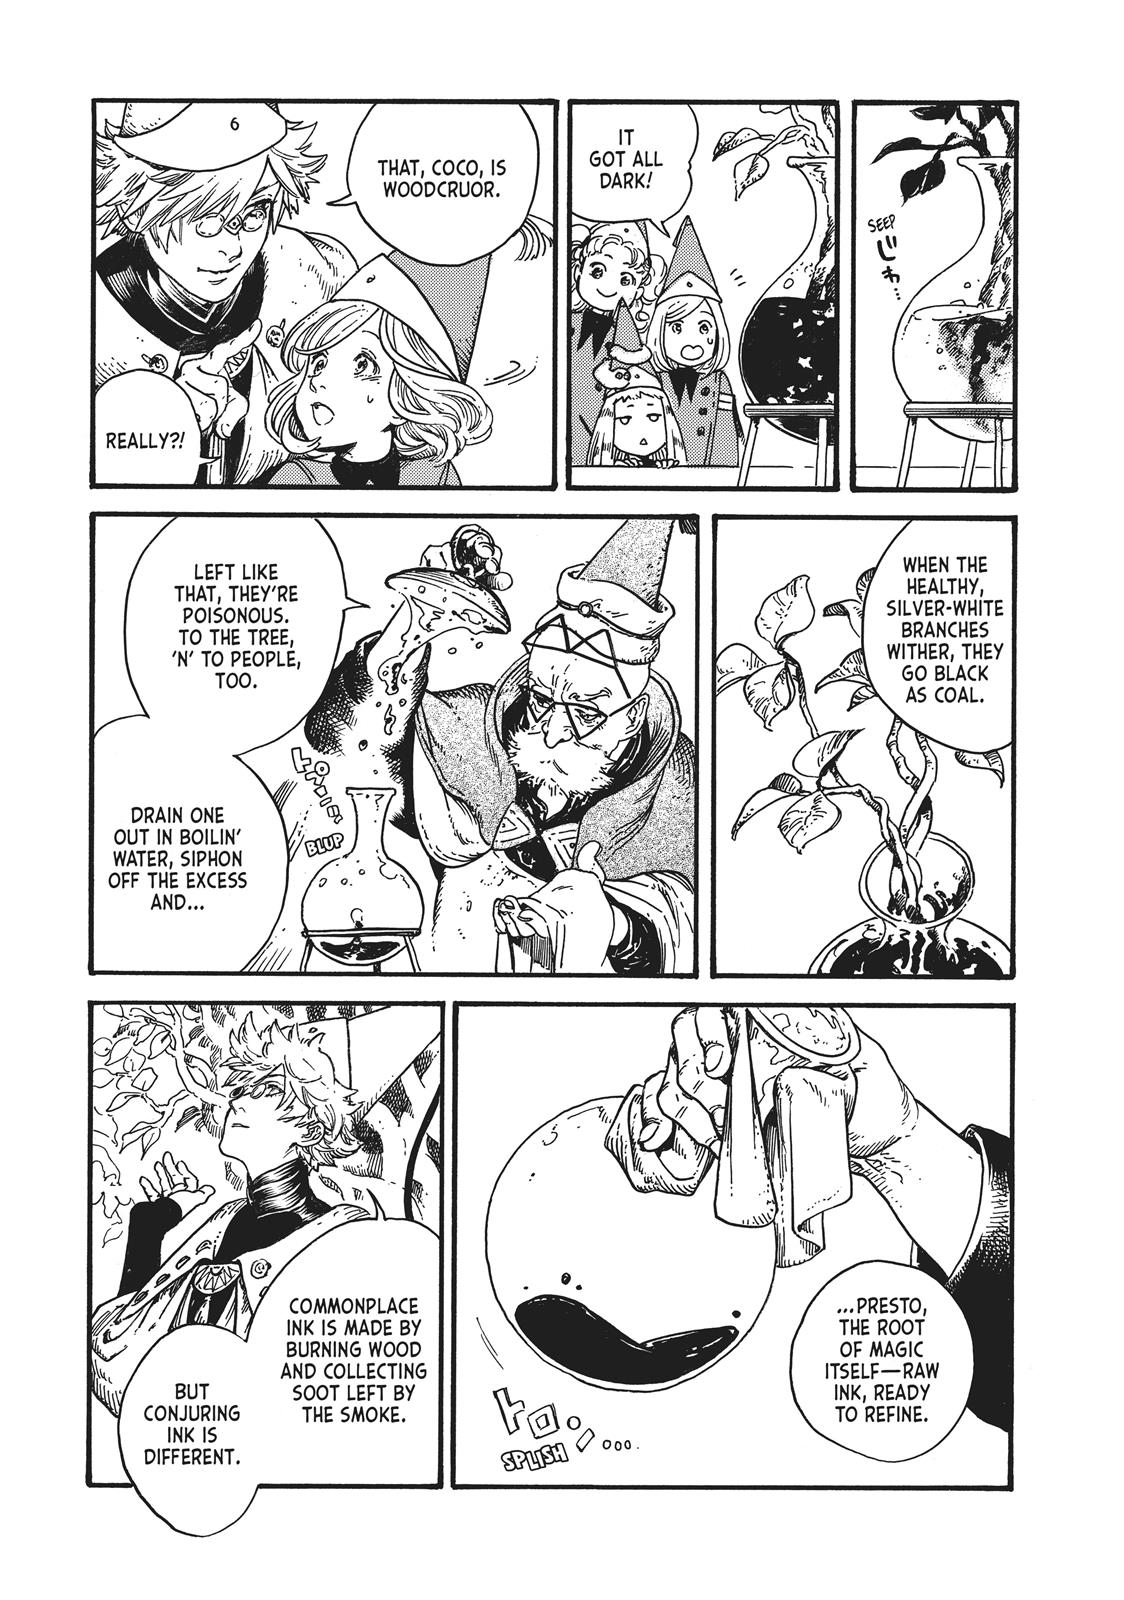 SEEP
じわ…
IT
GOT ALL
DARK!
THAT, COCO, IS
WOODCRUOR.
REALLY?!
WHEN THE
HEALTHY,
SILVER-WHITE
BRANCHES
WITHER, THEY
GO BLACK
AS COAL.
LEFT LIKE
THAT, THEY'RE
POISONOUS.
TO THE TREE,
'N' TO PEOPLE,
TOO.
DRAIN ONE
OUT IN BOILIN'
WATER, SIPHON
OFF THE EXCESS
AND...
BLUP
...PRESTO,
THE ROOT
OF MAGIC
ITSELF—RAW
INK, READY
TO REFINE.
トロ…
SPLISH
COMMONPLACE
INK IS MADE BY
BURNING WOOD
AND COLLECTING
SOOT LEFT BY
THE SMOKE.
BUT
CONJURING
INK IS
DIFFERENT.